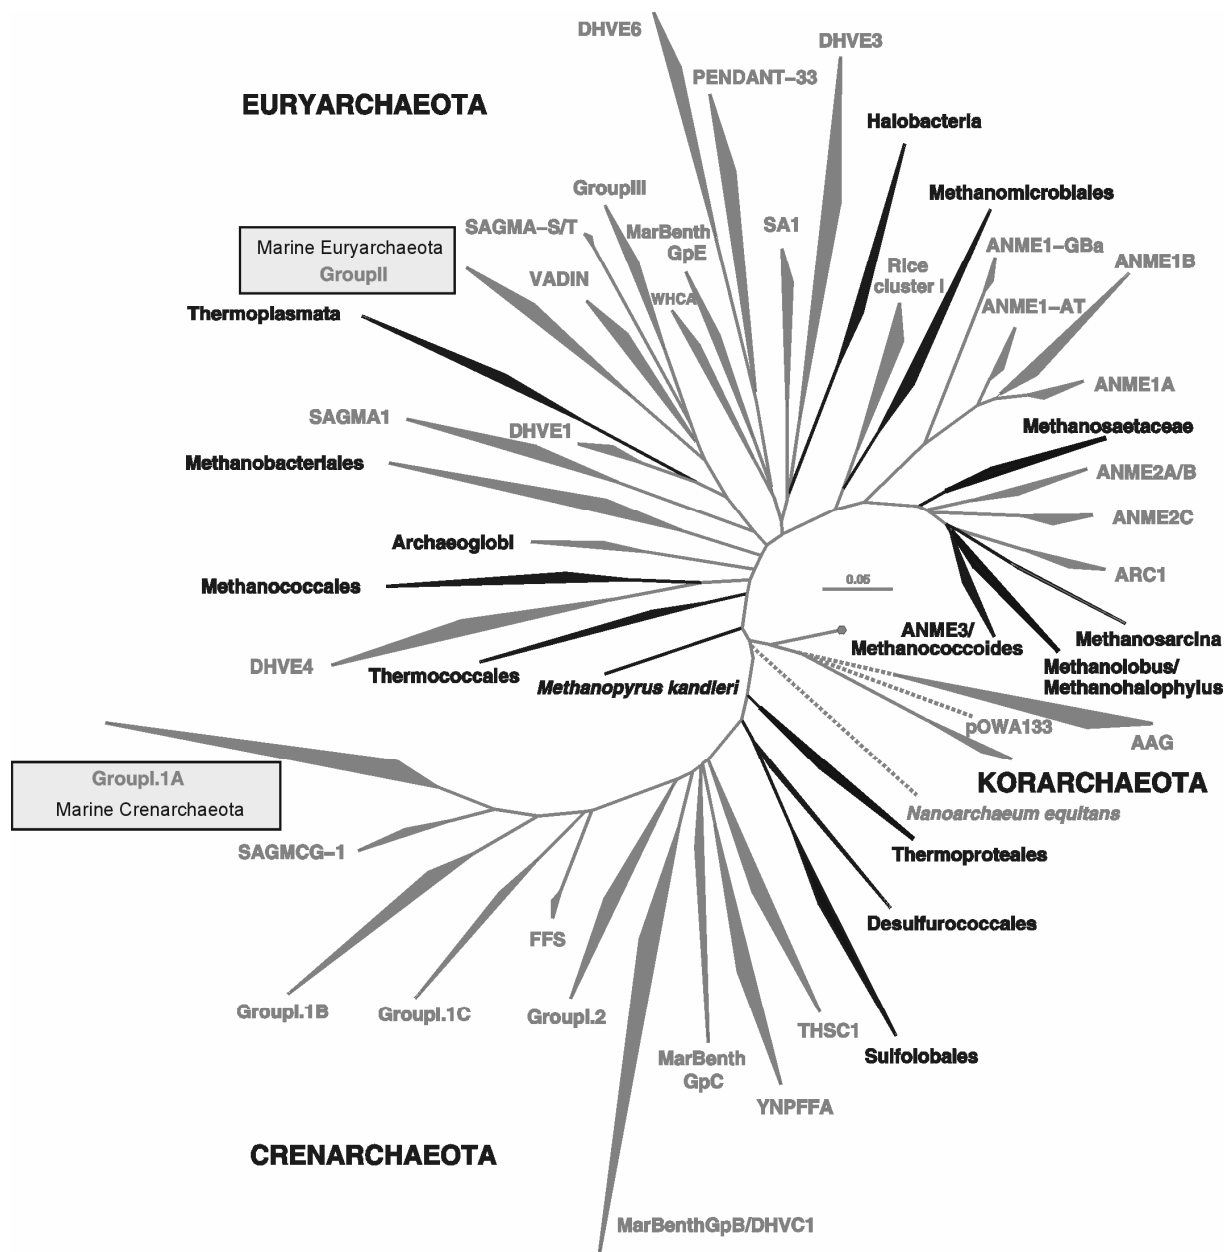 DHVE6
DHVE3
PENDANT-33
EURYARCHAEOTA
Halobacteria
GroupIII
Methanomicrobiales
SAGMA-S/T
MarBenth
GpE
SA1
Marine Euryarchaeota
GroupII
ANME1-GBa
ANME1B
VADIN
Rice
cluster I
WHCA
ANME1-AT
Thermoplasmata
ANME1A
SAGMA1
DHVE1
Methanosaetaceae
Methanobacteriales
ANME2A/B
ANME2C
Archaeoglobi
ARC1
Methanococcales
0.05
ANME3/
Methanococcoides
Methanosarcina
DHVE4
Thermococcales
Methanopyrus kandleri
Methanolobus/
Methanohalophylus
pOWA133
AAG
GroupI.1A
Marine Crenarchaeota
KORARCHAEOTA
Nanoarchaeum equitans
SAGMCG-1
Thermoproteales
Desulfurococcales
FFS
GroupI.1B
GroupI.1C
GroupI.2
THSC1
Sulfolobales
MarBenth
GpC
YNPFFA
CRENARCHAEOTA
MarBenthGpB/DHVC1